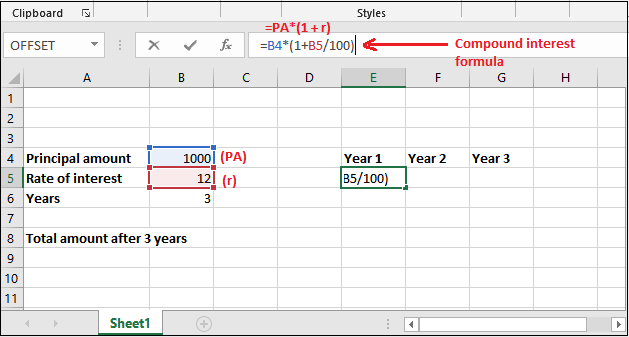 Clipboard Styles
=PA*(1 + r)
OFFSET fx =B4*(1+B5/100) Compound interest
formula
A B C D E F G H
1
2
3
4 Principal amount 1000 (PA) Year 1 Year 2 Year 3
5 Rate of interest 12 (r) B5/100)
6 Years 3
7
8 Total amount after 3 years
9
10
11
Sheet1